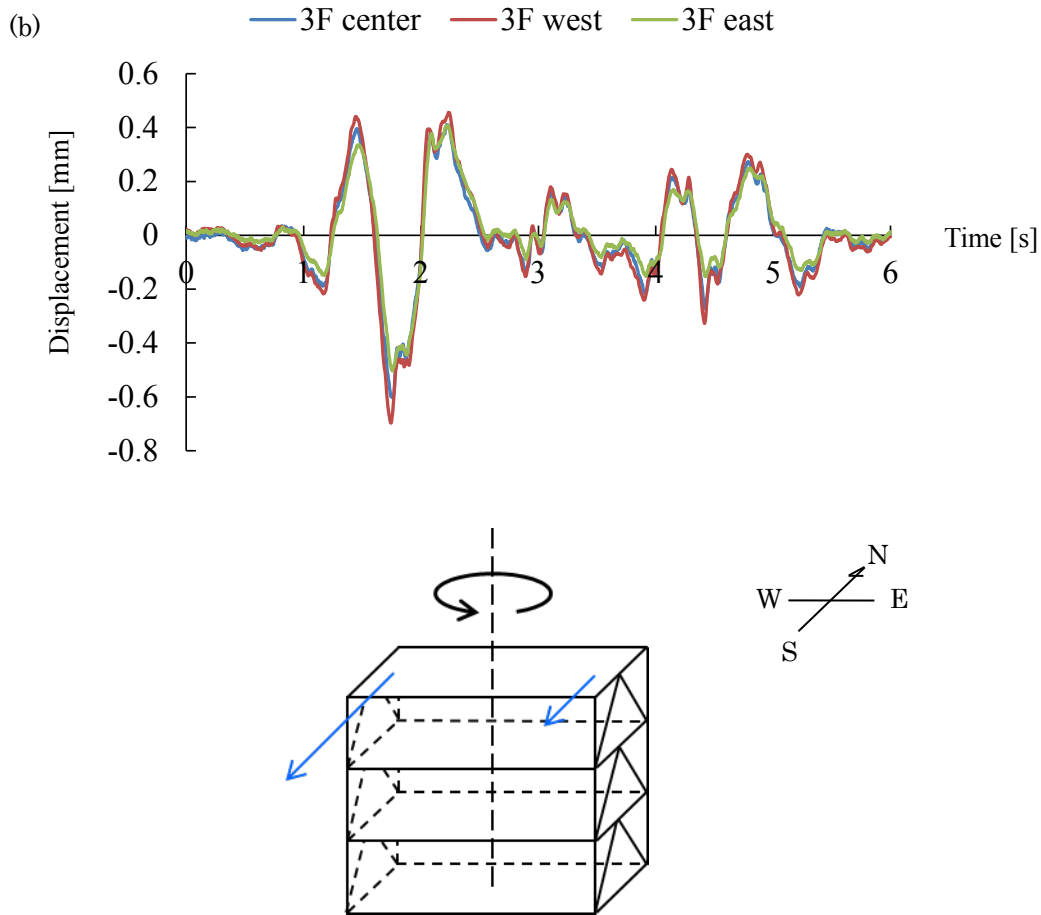 (b)
3F center 3F west 3F east
0.6
0.4
0.2
0
-0.2
-0.4
-0.6
-0.8
Displacement [mm]
0 1 2 3 4 5 6
Time [s]
N
W E
S